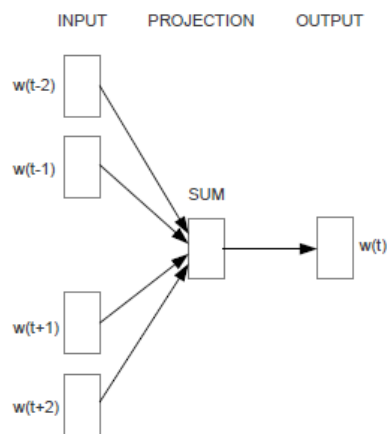 INPUT PROJECTION OUTPUT
w(t-2)
w(t-1)
SUM
w(t)
w(t+1)
w(t+2)